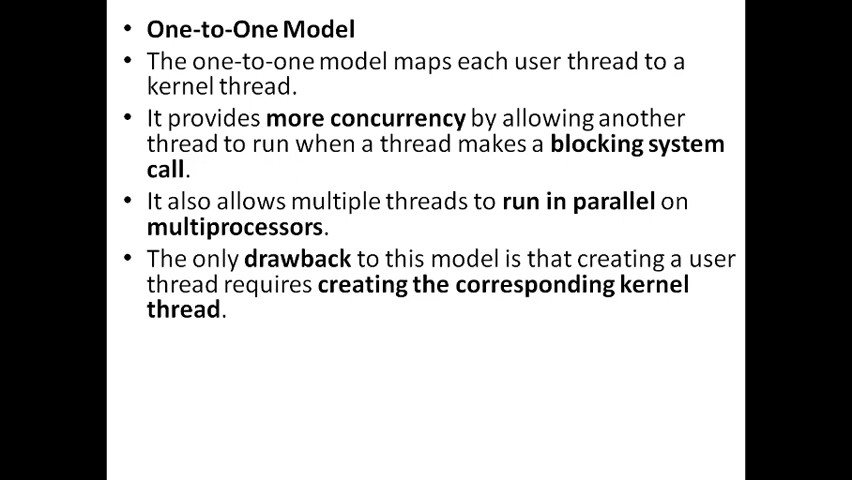 • One-to-One Model
• The one-to-one model maps each user thread to a
kernel thread.
• It provides more concurrency by allowing another
thread to run when a thread makes a blocking system
call.
• It also allows multiple threads to run in parallel on
multiprocessors.
• The only drawback to this model is that creating a user
thread requires creating the corresponding kernel
thread.